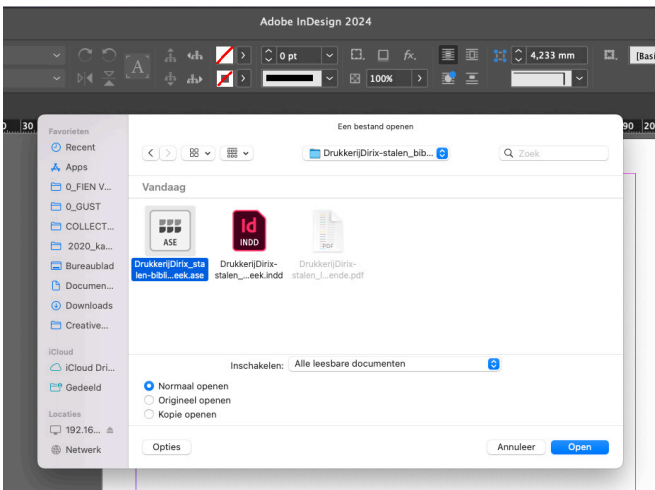 Adobe InDesign 2024
A
0 pt
fx.
4,233 mm
[Basi
100%
30
90
20
Een bestand openen
Favorieten
Recent
Apps
0_FIEN V...
0_GUST
COLLECT...
2020_ka...
Bureaublad
Documen...
Downloads
Creative...
iCloud
iCloud Dri...
Gedeeld
Locaties
192.16...
Netwerk
DrukkerijDirix-stalen_bib...
Zoek
Vandaag
ASE
DrukkerijDirix_sta
len-bibli...eek.ase
Id
INDD
DrukkerijDirix-
stalen_...eek.indd
PDF
DrukkerijDirix-
stalen_l...ende.pdf
Inschakelen:
Alle leesbare documenten
Normaal openen
Origineel openen
Kopie openen
Opties
Annuleer
Open